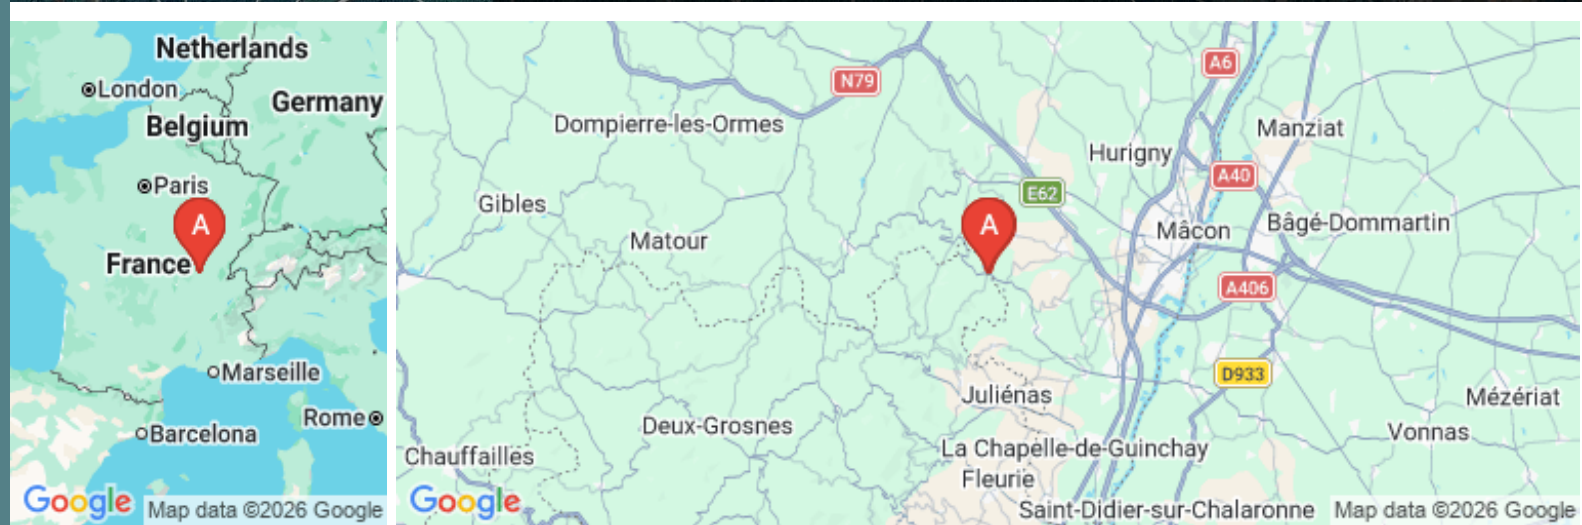 Netherlands
London
Germany
Belgium
Paris
A
France
Marseille
Rome
Barcelona
Google
Map data ©2026 Google
A6
N79
Dompierre-les-Ormes
Manziat
Hurigny
A40
E62
Gibles
A
Mâcon
Bâgé-Dommartin
Matour
A406
D933
Juliénas
Mézériat
Deux-Grosnes
Vonnas
Chauffailles
La Chapelle-de-Guinchay
Fleurie
Google
Saint-Didier-sur-Chalaronne
Map data ©2026 Google